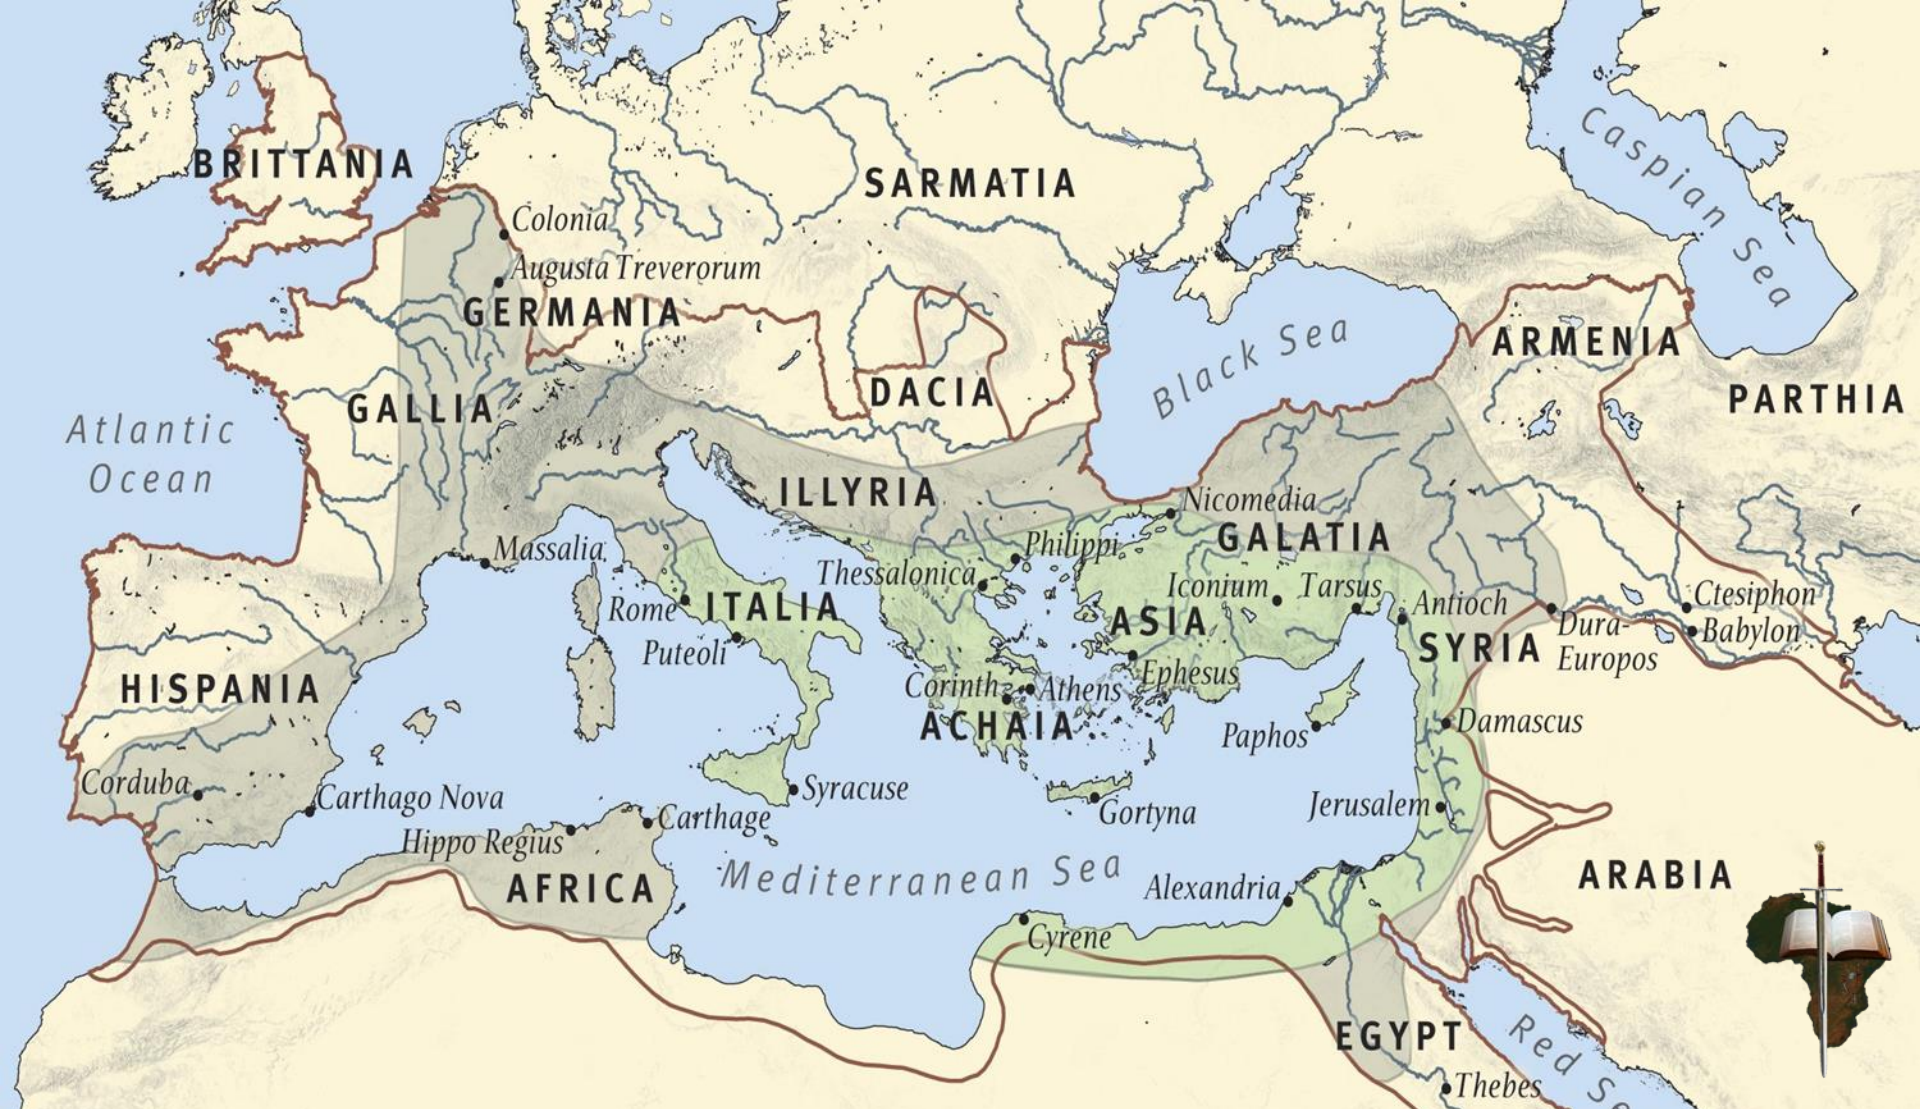 BRITTANIA
SARMATIA
Caspian Sea
Colonia
Augusta Treverorum
GERMANIA
DACIA
Black Sea
ARMENIA
PARTHIA
GALLIA
Atlantic
Ocean
ILLYRIA
Nicomedia
GALATIA
Massalia
Philippi
Thessalonica
Iconium
Tarsus
Antioch
Ctesiphon
Rome
ITALIA
ASIA
SYRIA
Dura-
Europos
Babylon
Puteoli
Ephesus
HISPANIA
Corinth
Athens
ACHAIA
Paphos
Damascus
Corduba
Carthago Nova
Syracuse
Gortyna
Jerusalem
Hippo Regius
Carthage
AFRICA
Mediterranean Sea
Alexandria
ARABIA
Cyrene
EGYPT
Red Se
Thebes